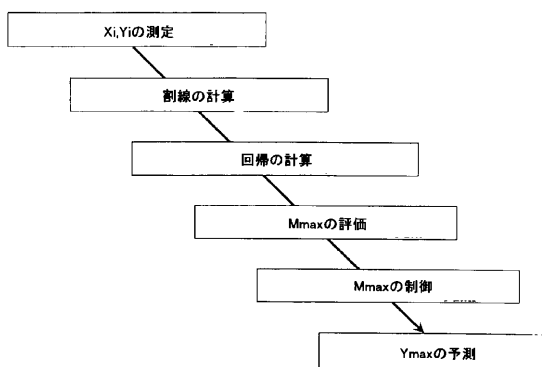 Xi,Yiの測定
割線の計算
回帰の計算
Mmaxの評価
Mmaxの制御
Ymaxの予測